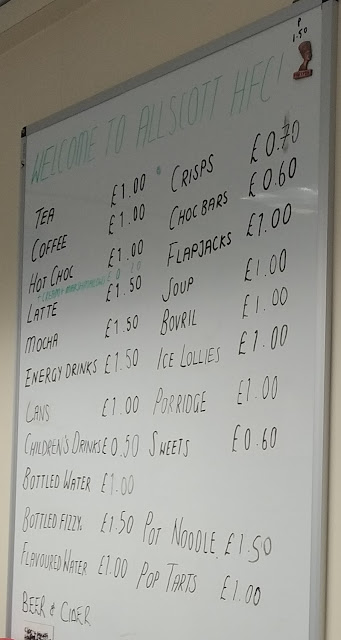 P
1.50
WELCOME TO ALLSCOTT HFC!
TEA £1.00 CRISPS £0.70
COFFEE £1.00 CHOC BARS £0.60
HOT CHOC £1.00 FLAPJACKS £1.00
+ CREAM + MARSHMALLOWS
LATTE £1.50 SOUP £1.00
MOCHA £1.50 BOVRIL £1.00
ENERGY DRINKS £1.50 ICE LOLLIES £1.00
CANS £1.00 PORRIDGE £1.00
CHILDREN'S DRINKS £0.50 SWEETS £0.60
BOTTLED WATER £1.00
BOTTLED FIZZY. £1.50 POT NOODLE. £1.50
FLAVOURED WATER £1.00 POP TARTS £1.00
BEER & CIDER